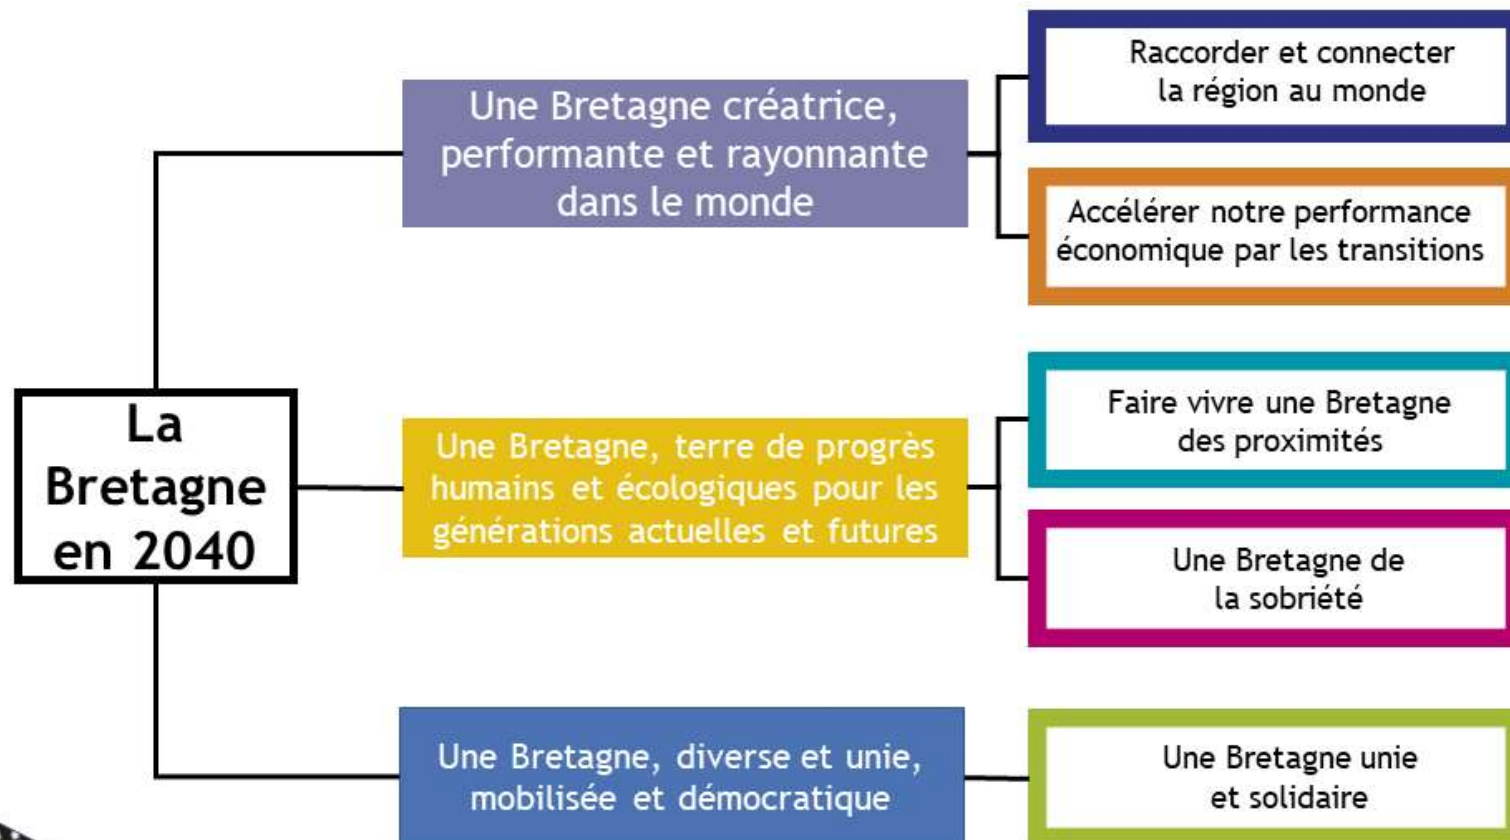 La
Bretagne
en 2040
Une Bretagne créatrice,
performante et rayonnante
dans le monde
Raccorder et connecter
la région au monde
Accélérer notre performance
économique par les transitions
Une Bretagne, terre de progrès
humains et écologiques pour les
générations actuelles et futures
Faire vivre une Bretagne
des proximités
Une Bretagne de
la sobriété
Une Bretagne, diverse et unie,
mobilisée et démocratique
Une Bretagne unie
et solidaire